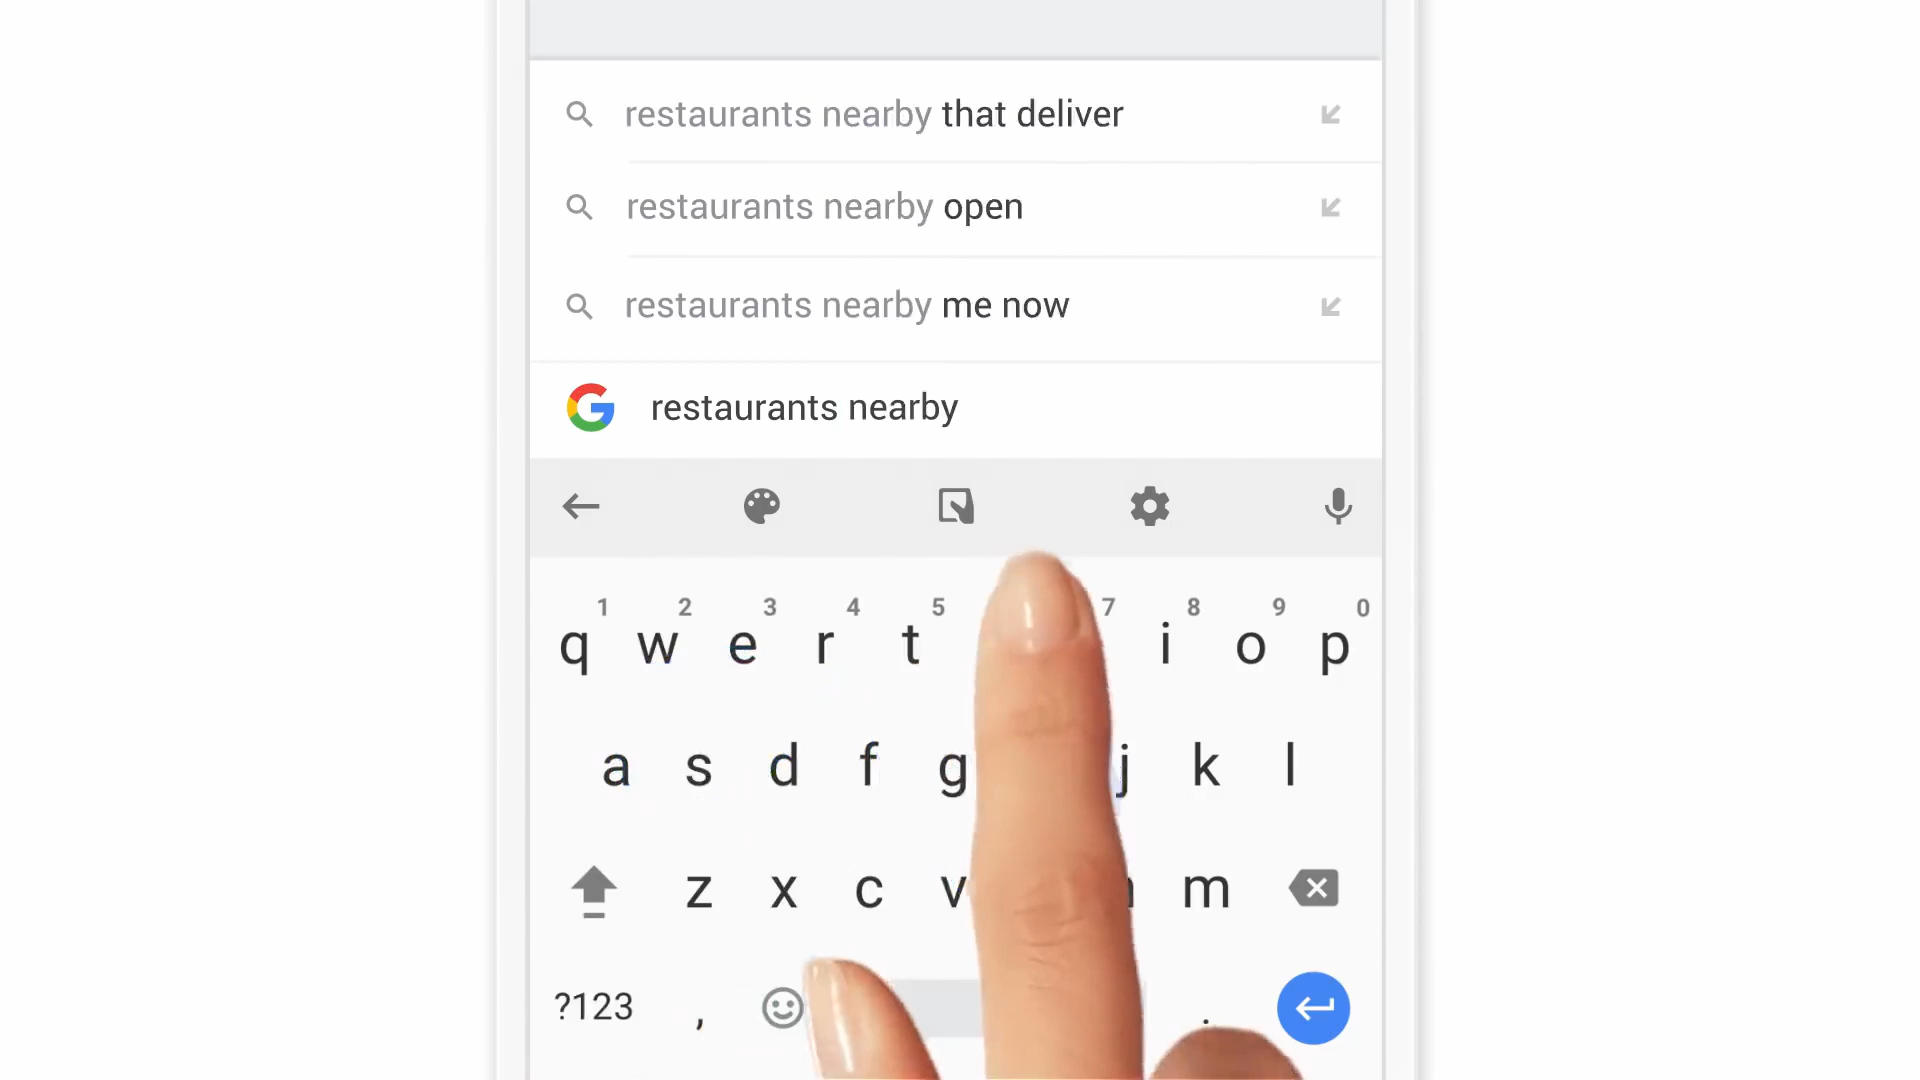 restaurants nearby that deliver
restaurants nearby open
restaurants nearby me now
restaurants nearby
1 2 3 4 5 7 8 9 0
q w e r t i o p
a s d f g j k l
z x c v m
?123 , .